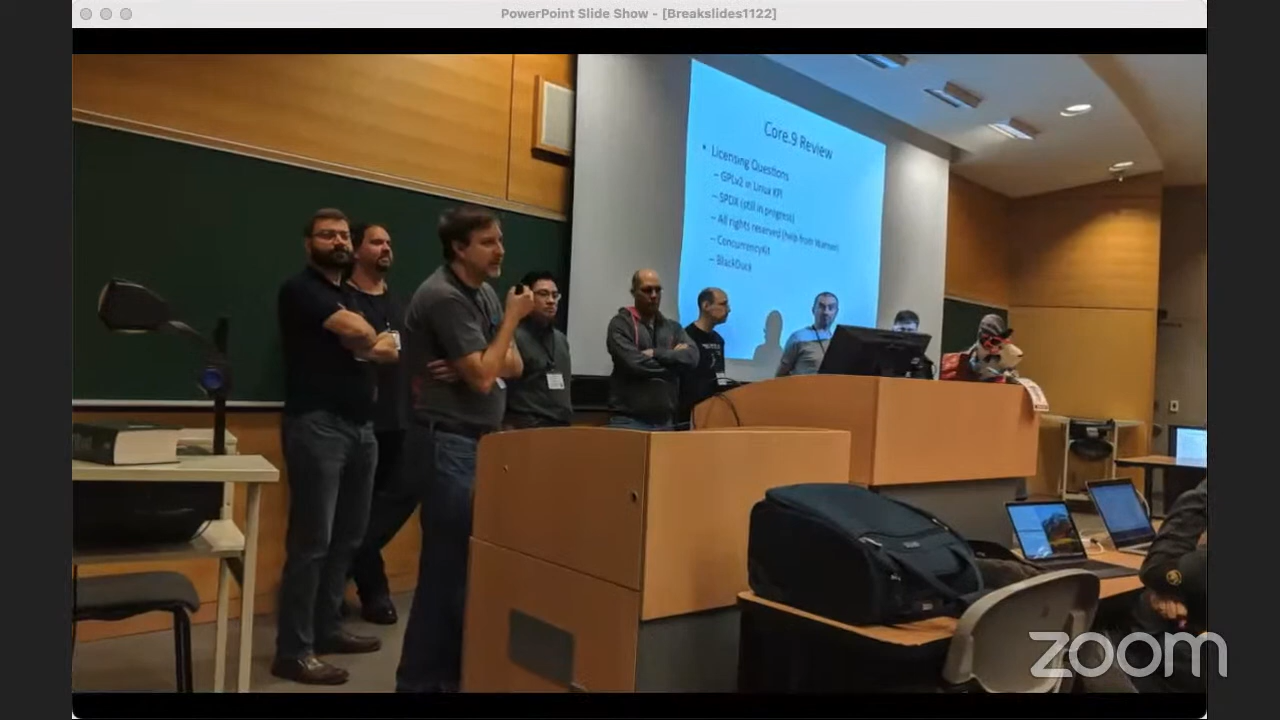 PowerPoint Slide Show - [Breakslides1122]
Core.9 Review
• Licensing Questions
– GPLv2 in Linux KPI
– SPDX (still in progress)
– All rights reserved (help from Warner)
– ConcurrencyKit
– BlackDuck
zoom